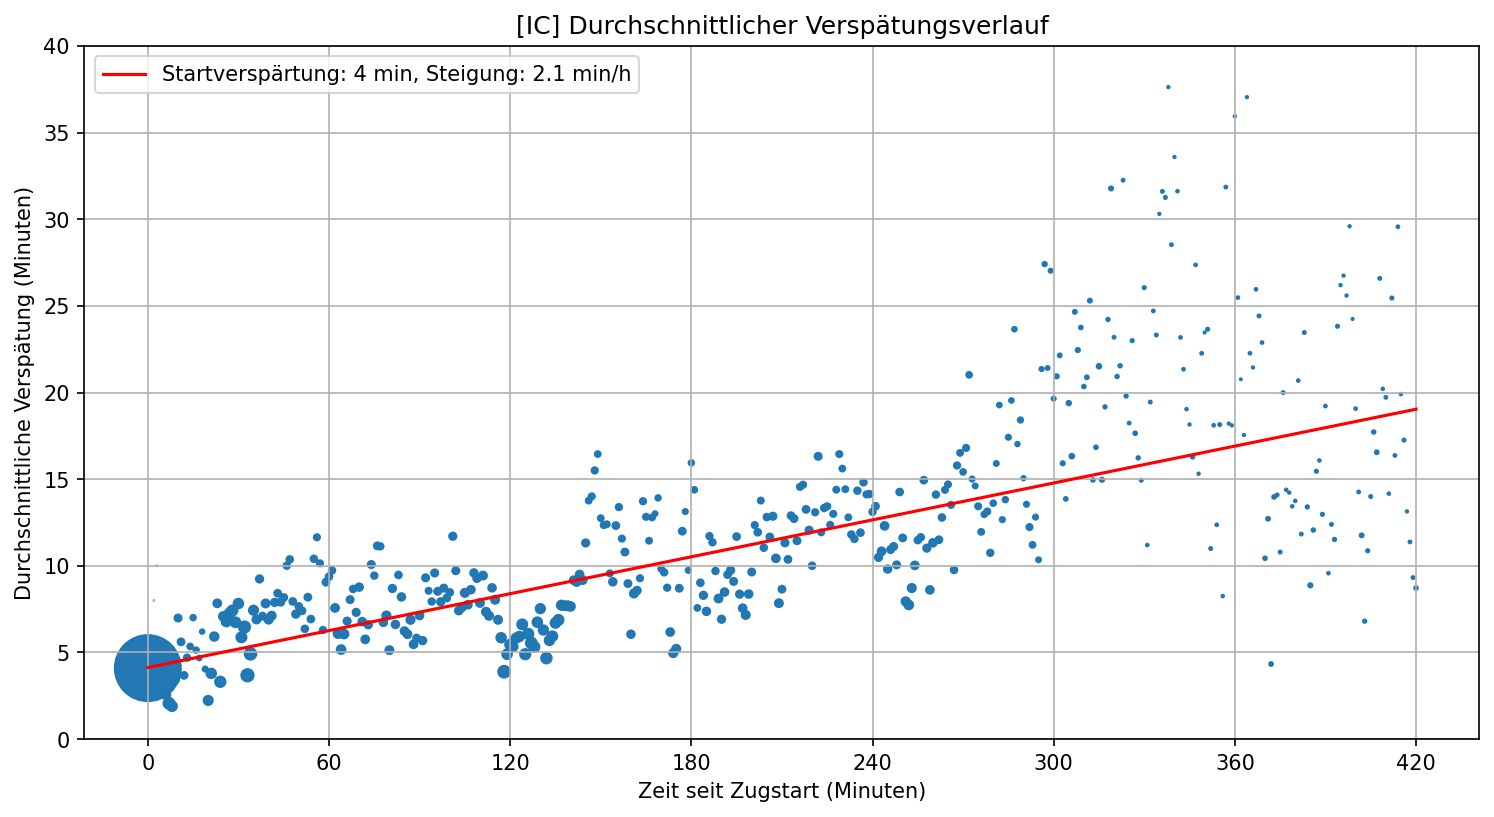 [IC] Durchschnittlicher Verspätungsverlauf
Startverspärtung: 4 min, Steigung: 2.1 min/h
Durchschnittliche Verspätung (Minuten)
40
35
30
25
20
15
10
5
0
0 60 120 180 240 300 360 420
Zeit seit Zugstart (Minuten)